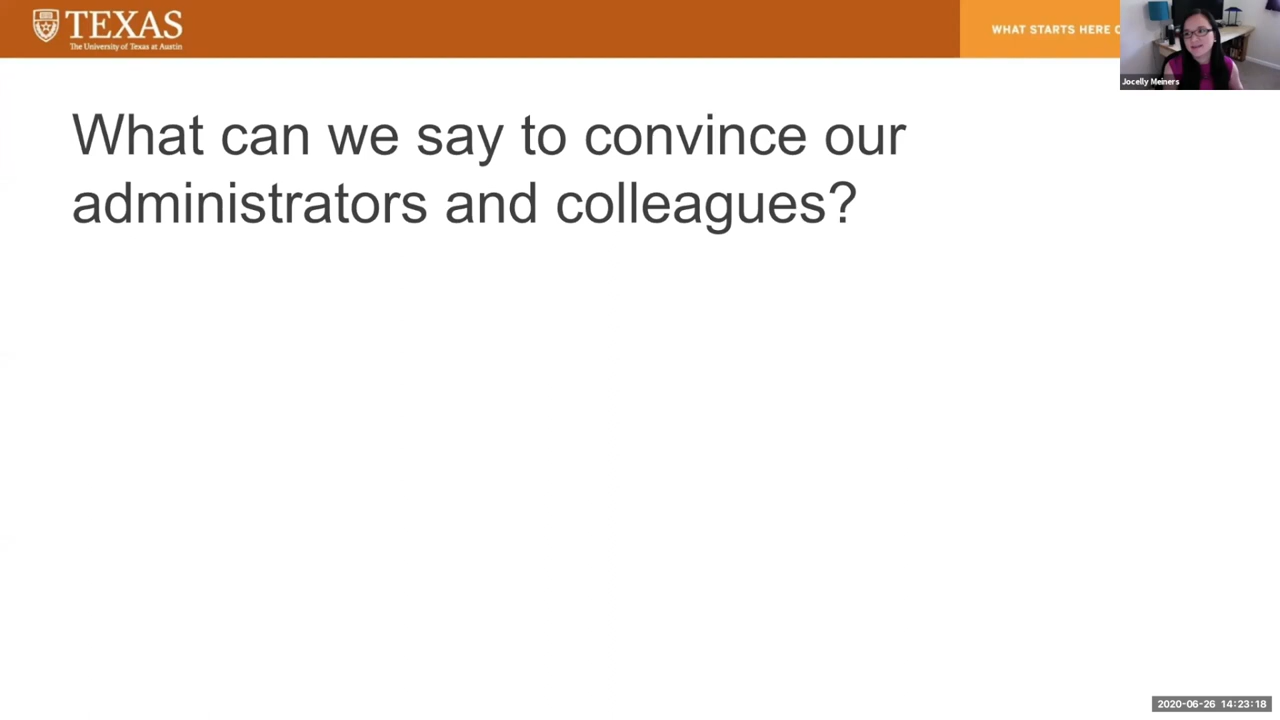 TEXAS
The University of Texas at Austin
WHAT STARTS HERE
Jocelly Meiners
What can we say to convince our
administrators and colleagues?
2020-06-26 14:23:18